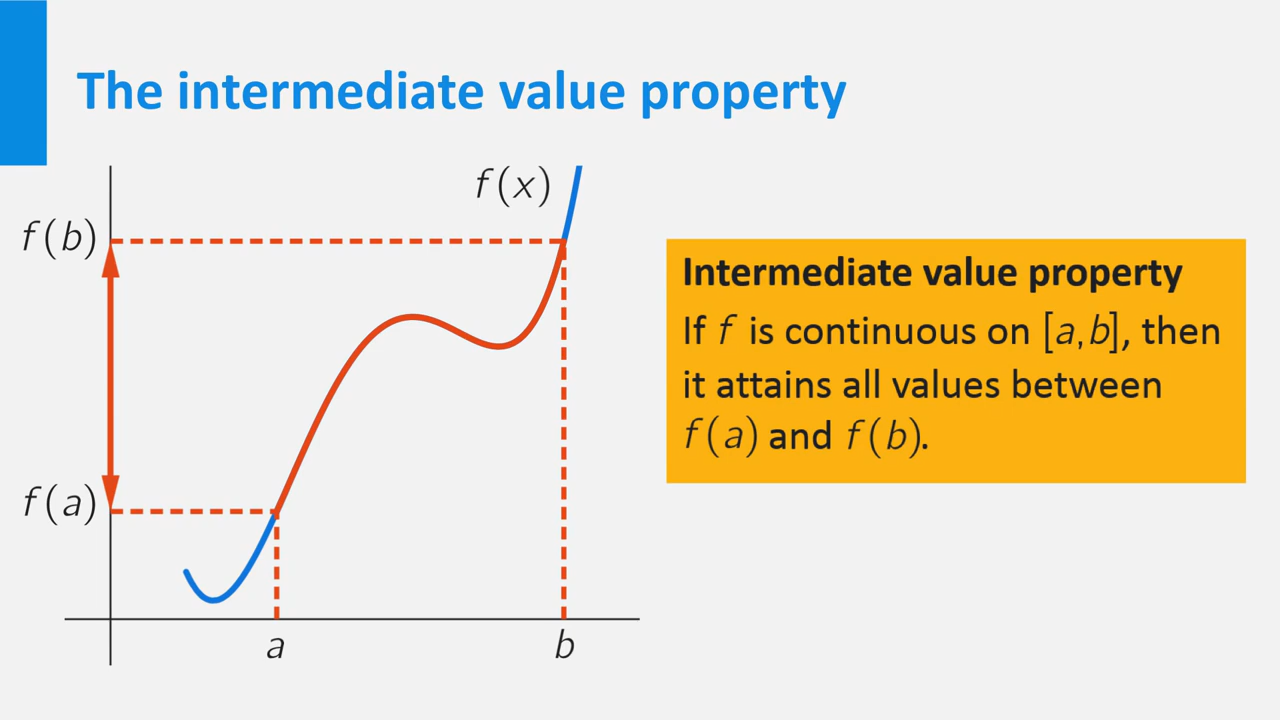 The intermediate value property
f(x)
f(b)
f(a)
a
b
Intermediate value property
If f is continuous on [a,b], then
it attains all values between
f(a) and f(b).